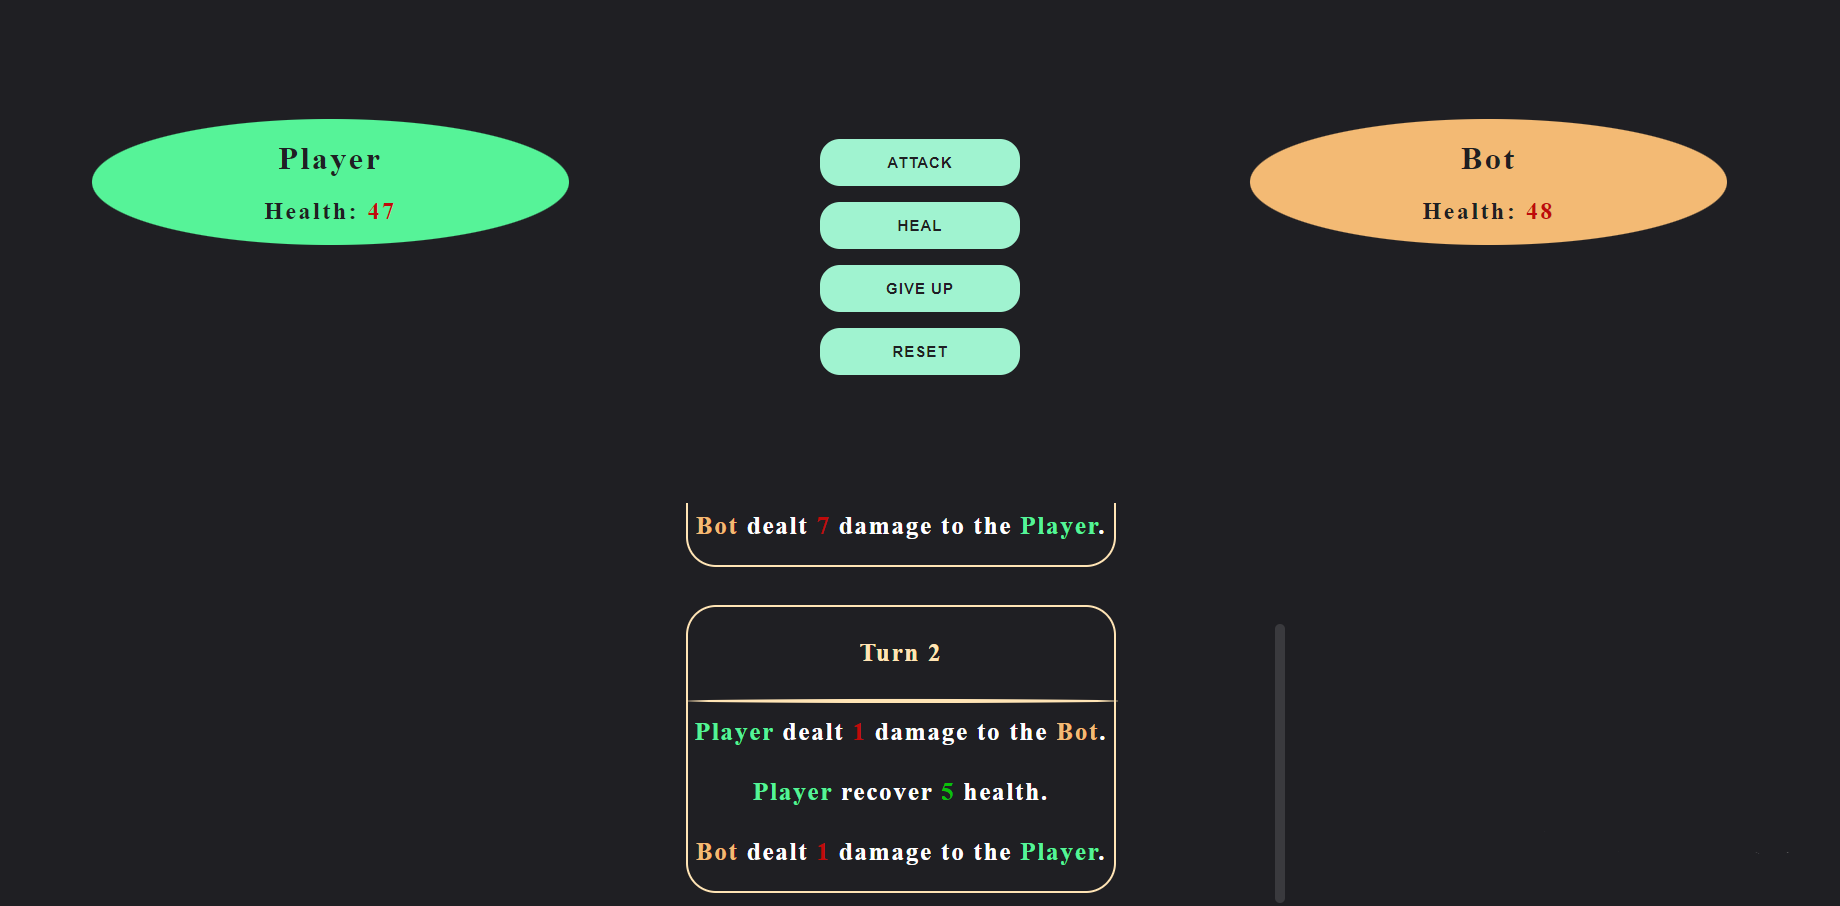 Player
Health: 47
ATTACK
HEAL
GIVE UP
RESET
Bot
Health: 48
Bot dealt 7 damage to the Player.
Turn 2
Player dealt 1 damage to the Bot.
Player recover 5 health.
Bot dealt 1 damage to the Player.